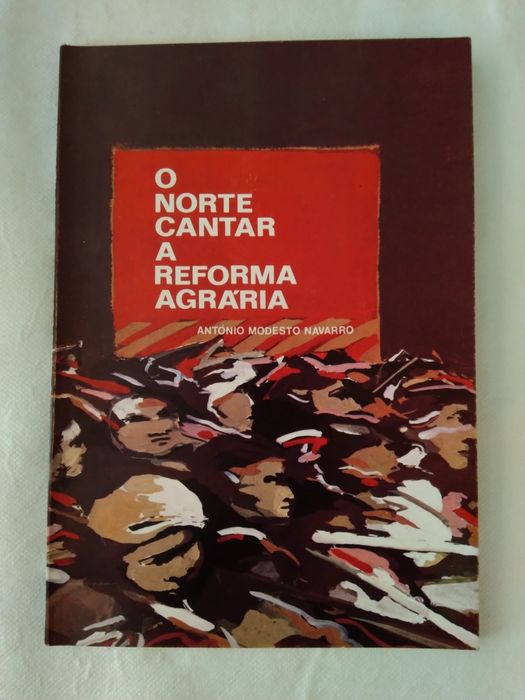 O
NORTE
CANTAR
A
REFORMA
AGRÁRIA
ANTÓNIO MODESTO NAVARRO